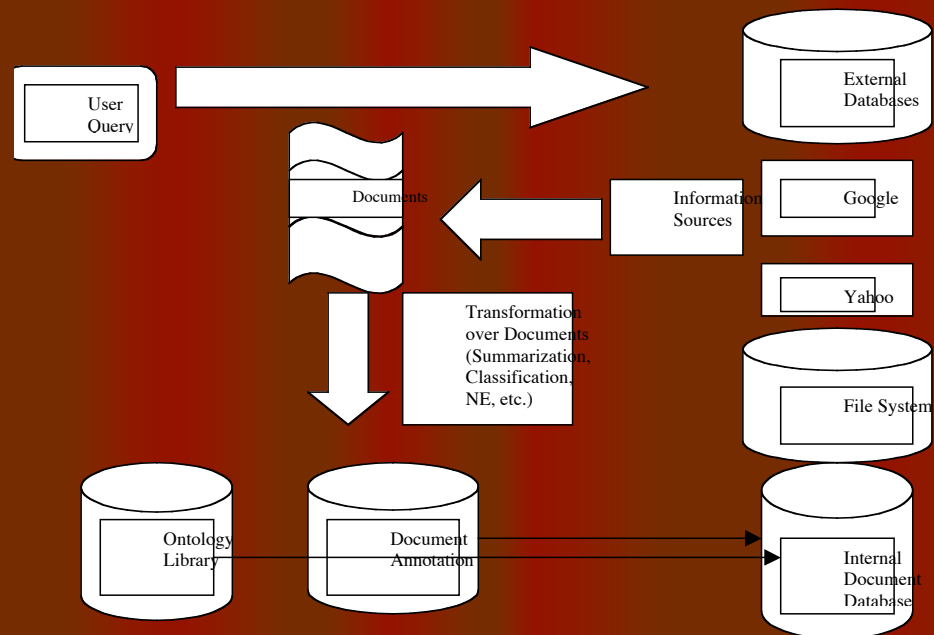 User
Query
External
Databases
Documents
Information
Sources
Google
Yahoo
Transformation
over Documents
(Summarization,
Classification,
NE, etc.)
File System
Ontology
Library
Document
Annotation
Internal
Document
Database